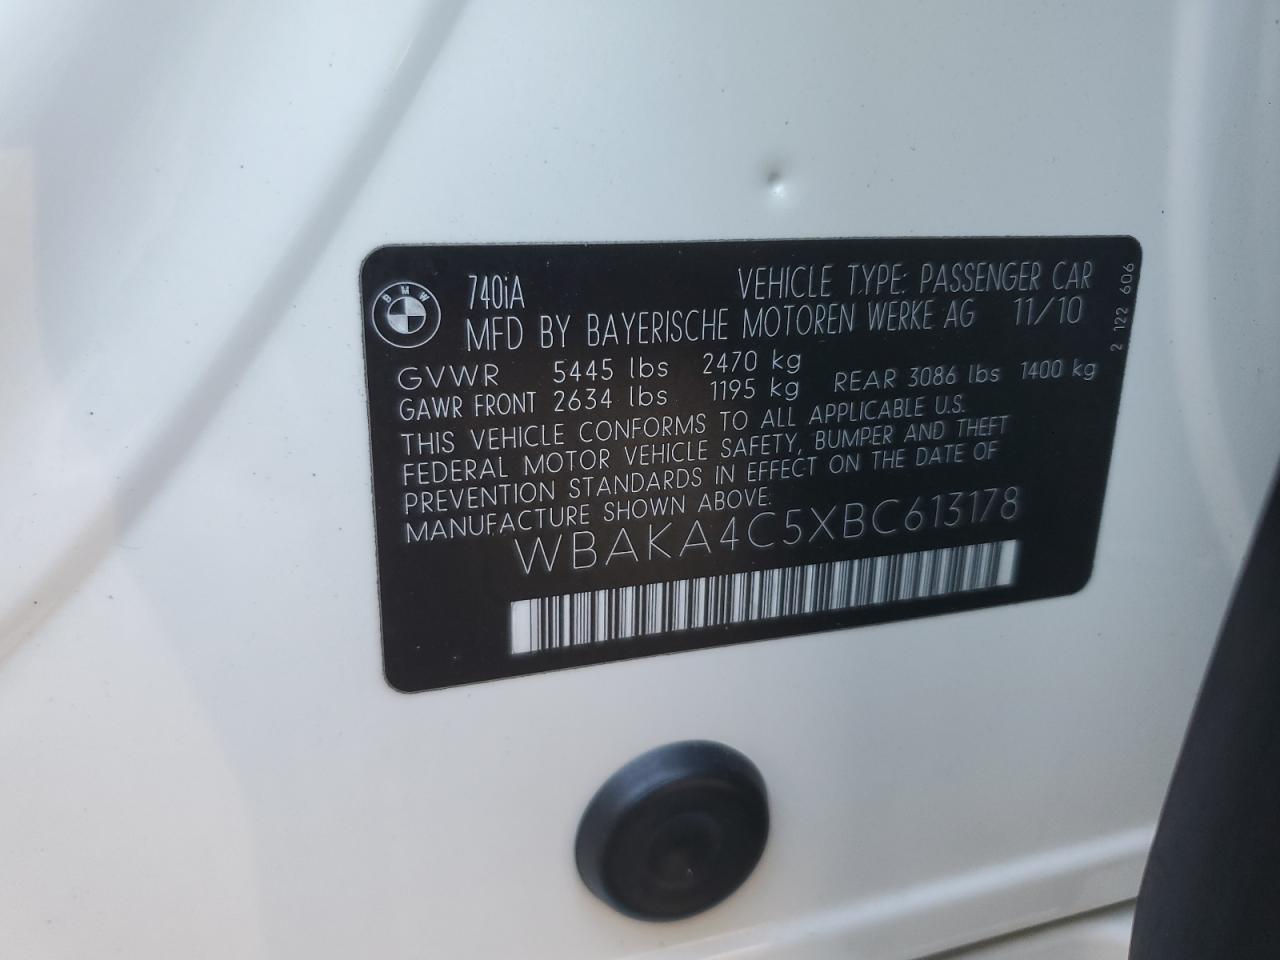 BMW
740iA VEHICLE TYPE: PASSENGER CAR
MFD BY BAYERISCHE MOTOREN WERKE AG 11/10
GVWR 5445 lbs 2470 kg
GAWR FRONT 2634 lbs 1195 kg REAR 3086 lbs 1400 kg
THIS VEHICLE CONFORMS TO ALL APPLICABLE U.S.
FEDERAL MOTOR VEHICLE SAFETY, BUMPER AND THEFT
PREVENTION STANDARDS IN EFFECT ON THE DATE OF
MANUFACTURE SHOWN ABOVE.
WBAKA4C5XBC613178
2 122 606